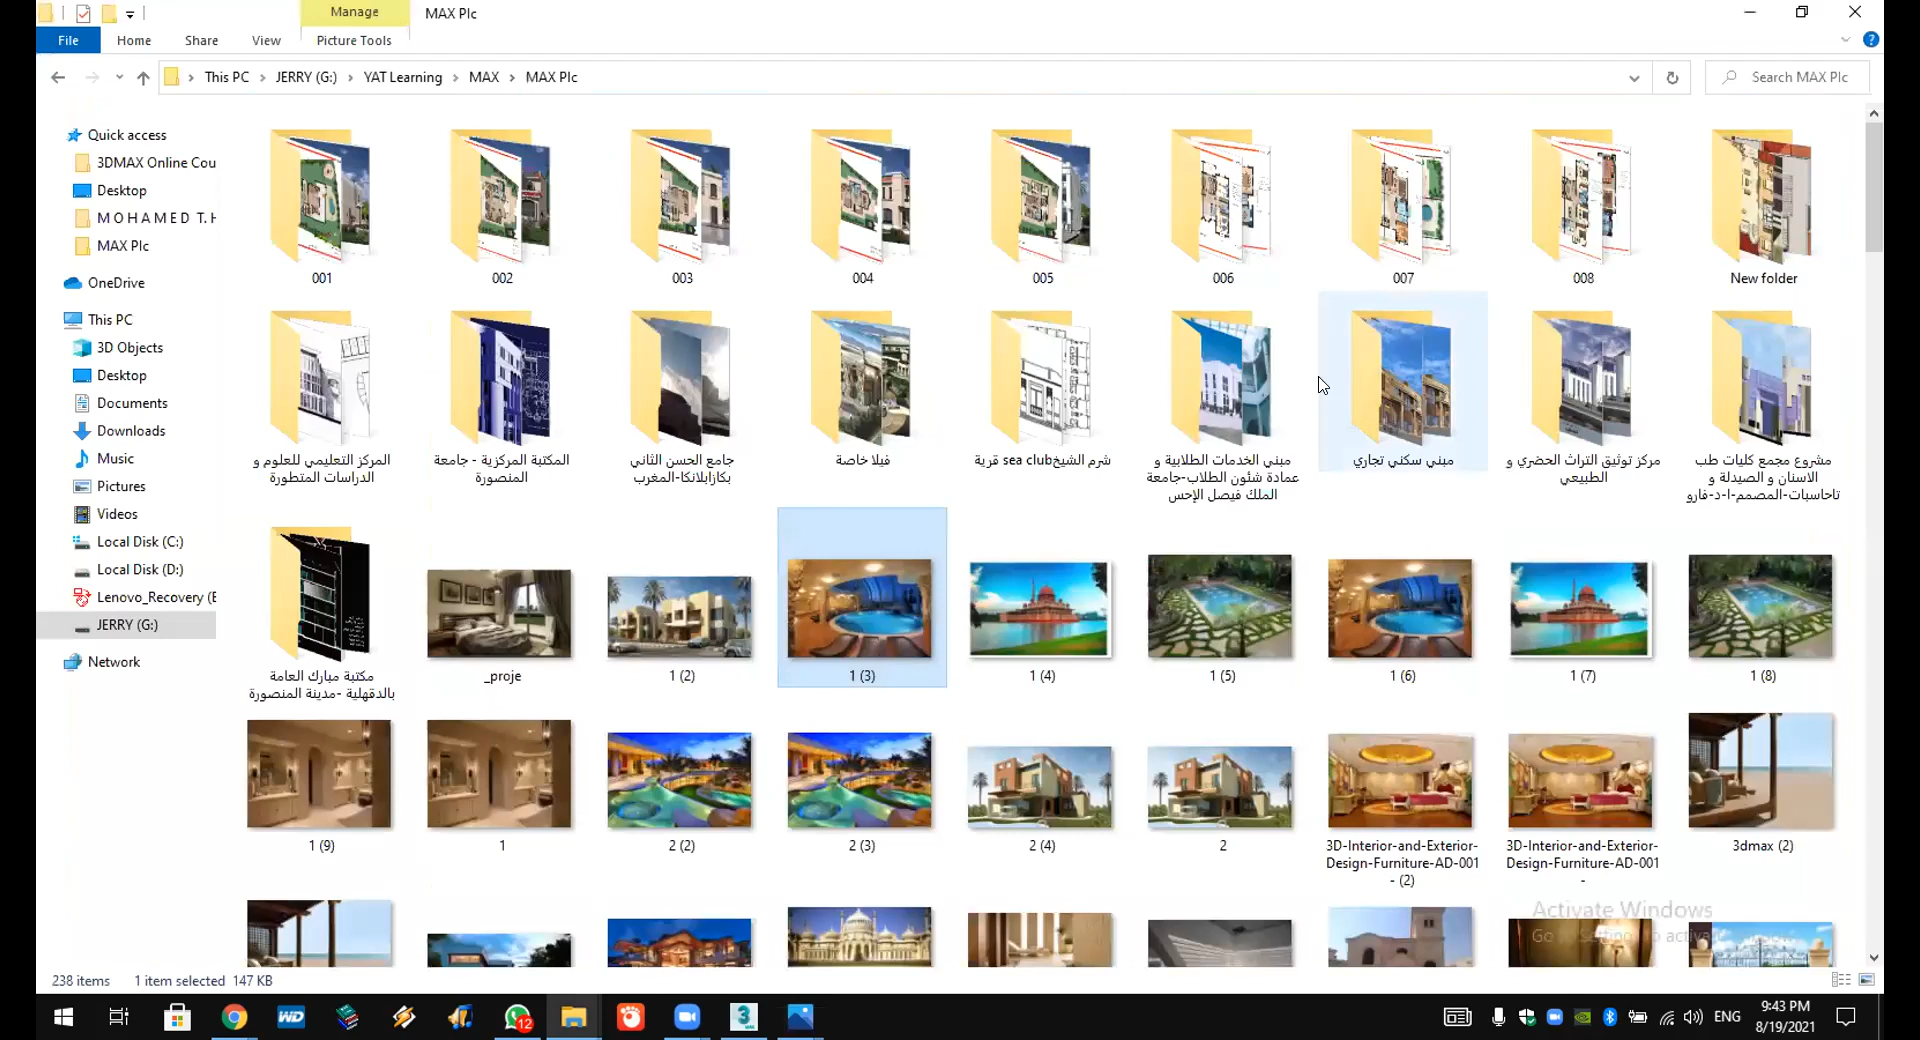 Manage
MAX Plc
File
Home
Share
View
Picture Tools
This PC > JERRY (G:) > YAT Learning > MAX > MAX Plc
Search MAX Plc
Quick access
3DMAX Online Cou
Desktop
M O H A M E D T. H
MAX Plc
OneDrive
This PC
3D Objects
Desktop
Documents
Downloads
Music
Pictures
Videos
Local Disk (C:)
Local Disk (D:)
Lenovo_Recovery (E
JERRY (G:)
Network
001
002
003
004
005
006
007
008
New folder
المركز التعليمي للعلوم و
الدراسات المتطورة
المكتبة المركزية - جامعة
المنصورة
جامع الحسن الثاني
بكازابلانكا-المغرب
فيلا خاصة
شرم الشيخsea club قرية
مبني الخدمات الطلابية و
عمادة شئون الطلاب-جامعة
الملك فيصل الإحس
مبني سكني تجاري
مركز توثيق التراث الحضري و
الطبيعي
مشروع مجمع كليات طب
الاسنان و الصيدلة و
تاحاسبات-المصمم-ا-د-فارو
مكتبة مبارك العامة
بالدقهلية -مدينة المنصورة
_proje
1 (2)
1 (3)
1 (4)
1 (5)
1 (6)
1 (7)
1 (8)
1 (9)
1
2 (2)
2 (3)
2 (4)
2
3D-Interior-and-Exterior-
Design-Furniture-AD-001
- (2)
3D-Interior-and-Exterior-
Design-Furniture-AD-001
-
3dmax (2)
Activate Windows
238 items
1 item selected 147 KB
WD
12
3
ENG
9:43 PM
8/19/2021